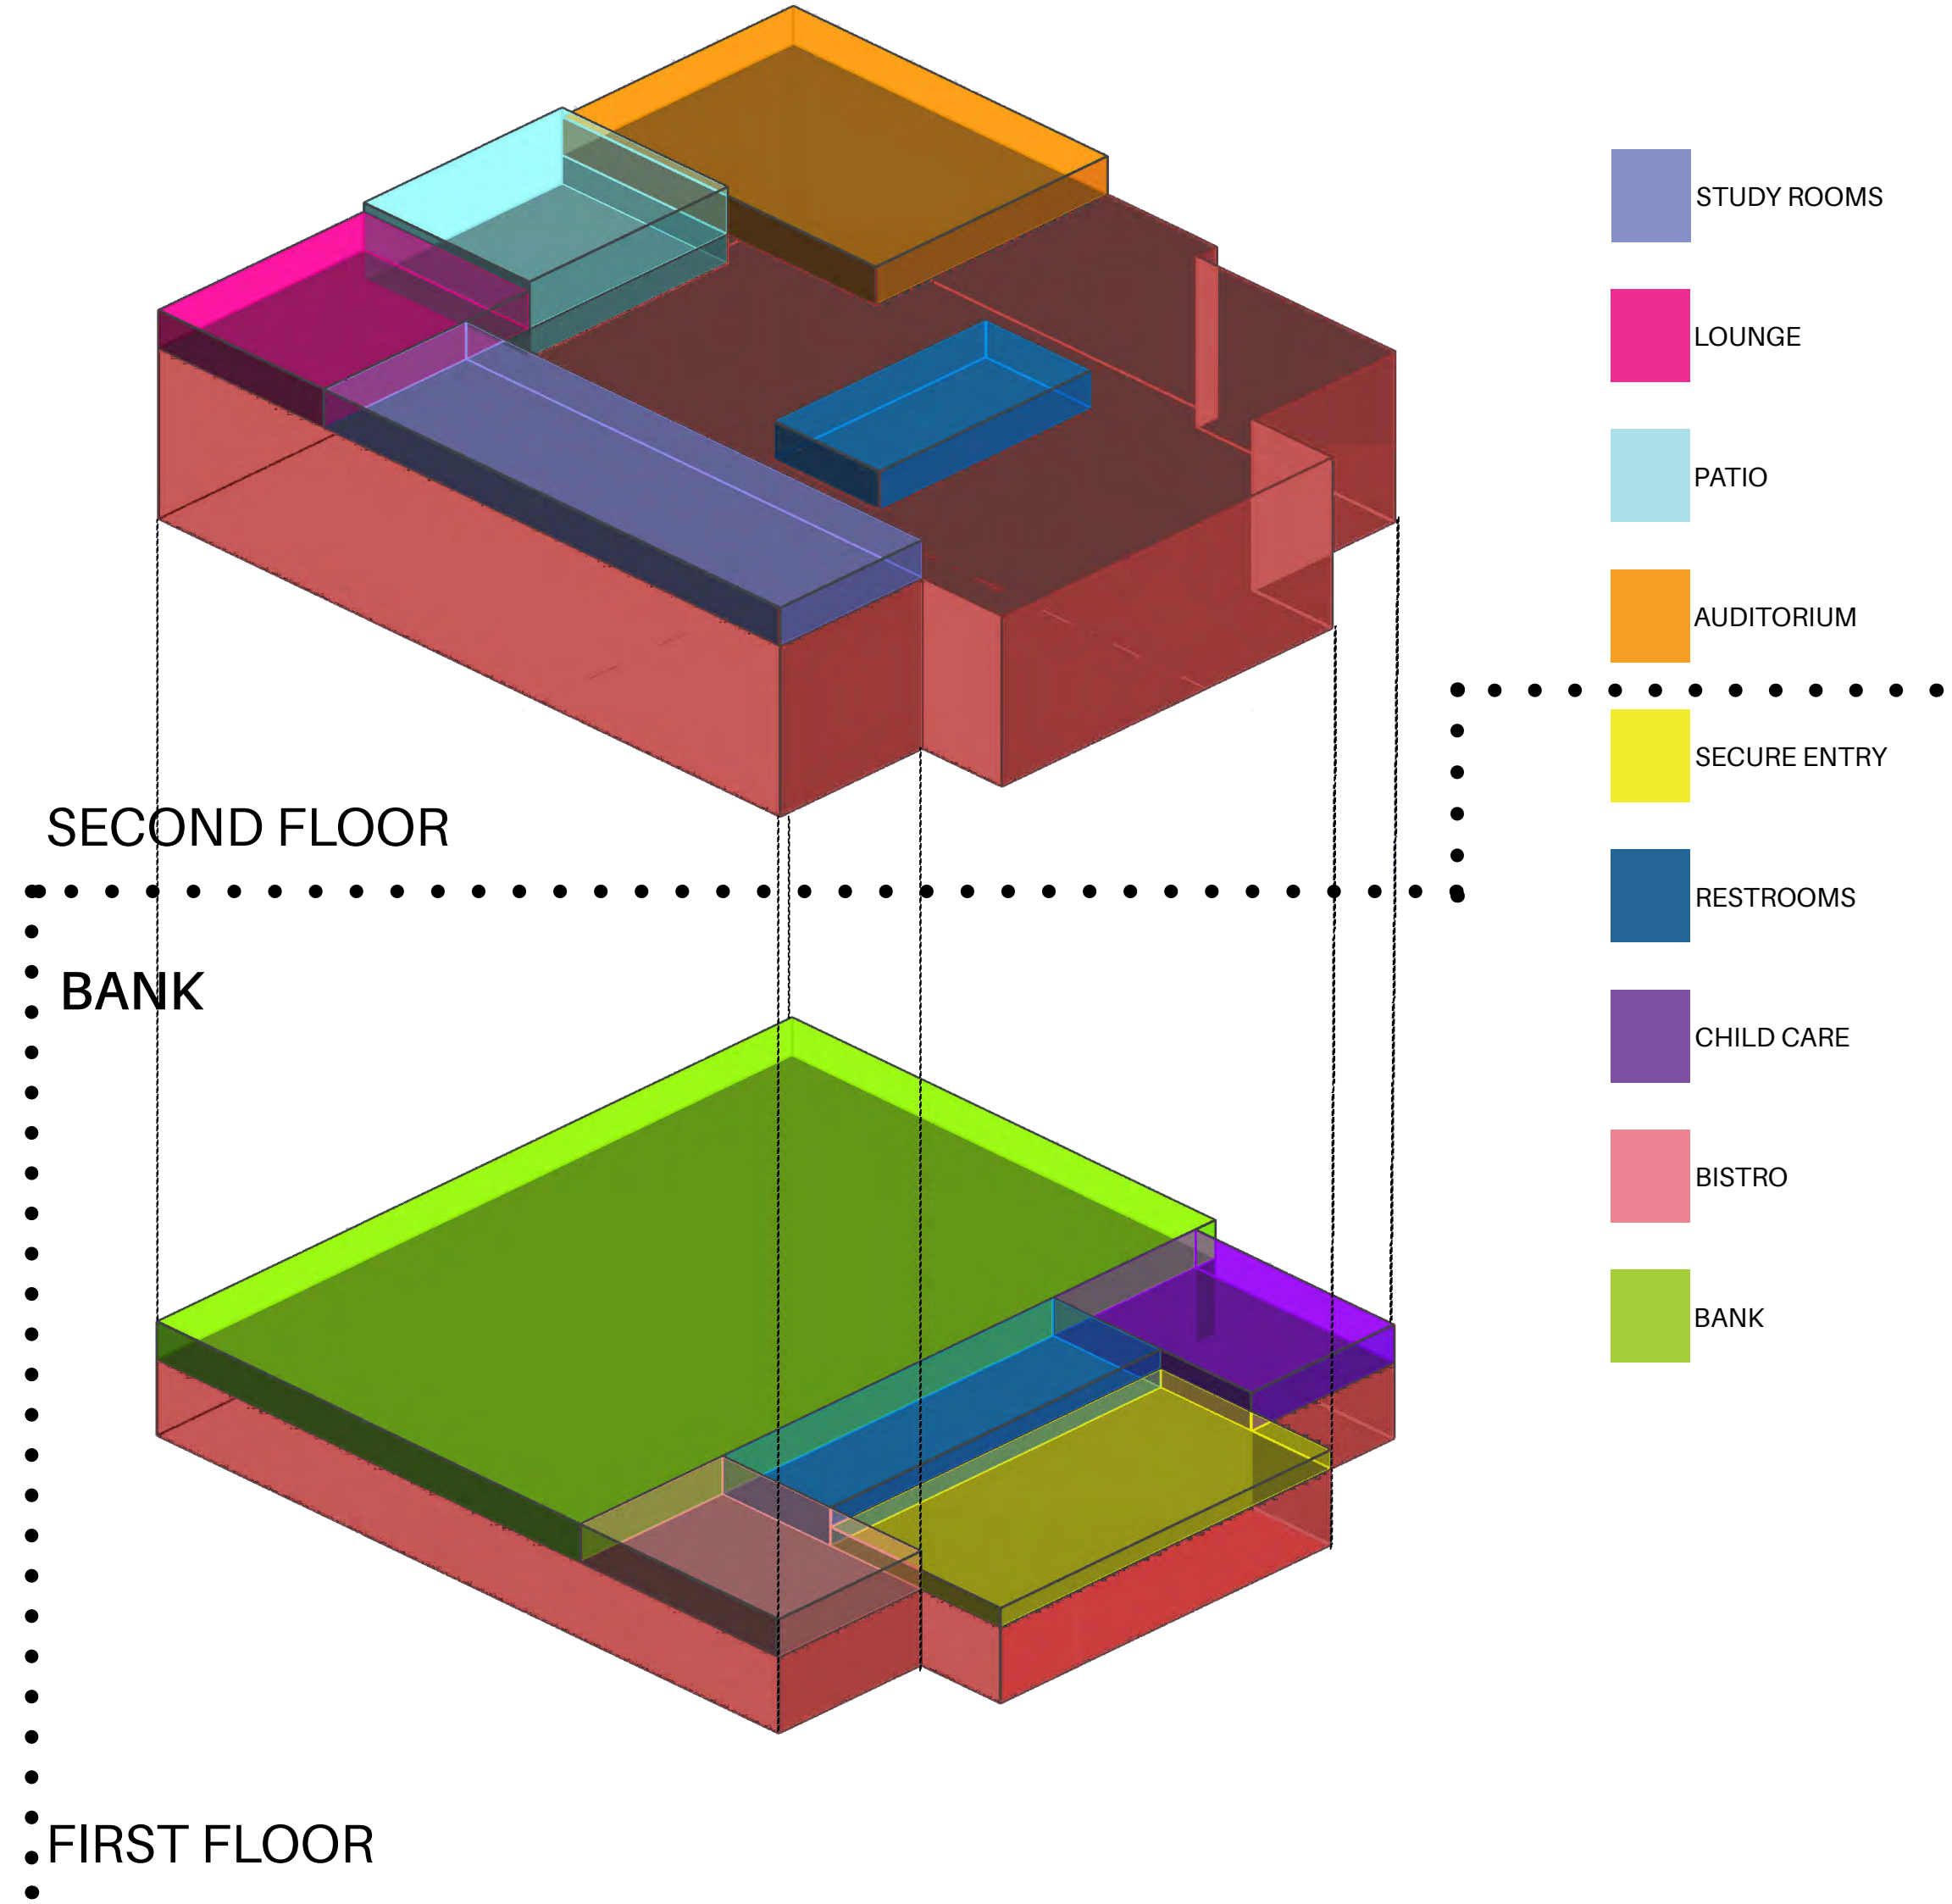 STUDY ROOMS
LOUNGE
PATIO
AUDITORIUM
SECURE ENTRY
RESTROOMS
CHILD CARE
BISTRO
BANK
SECOND FLOOR
BANK
FIRST FLOOR